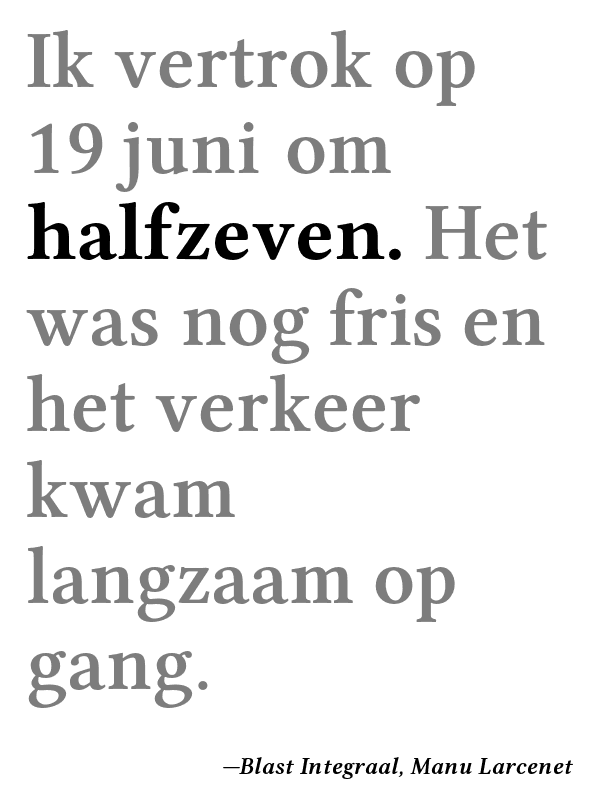 Ik vertrok op
19 juni om
halfzeven. Het
was nog fris en
het verkeer
kwam
langzaam op
gang.
—Blast Integraal, Manu Larcenet